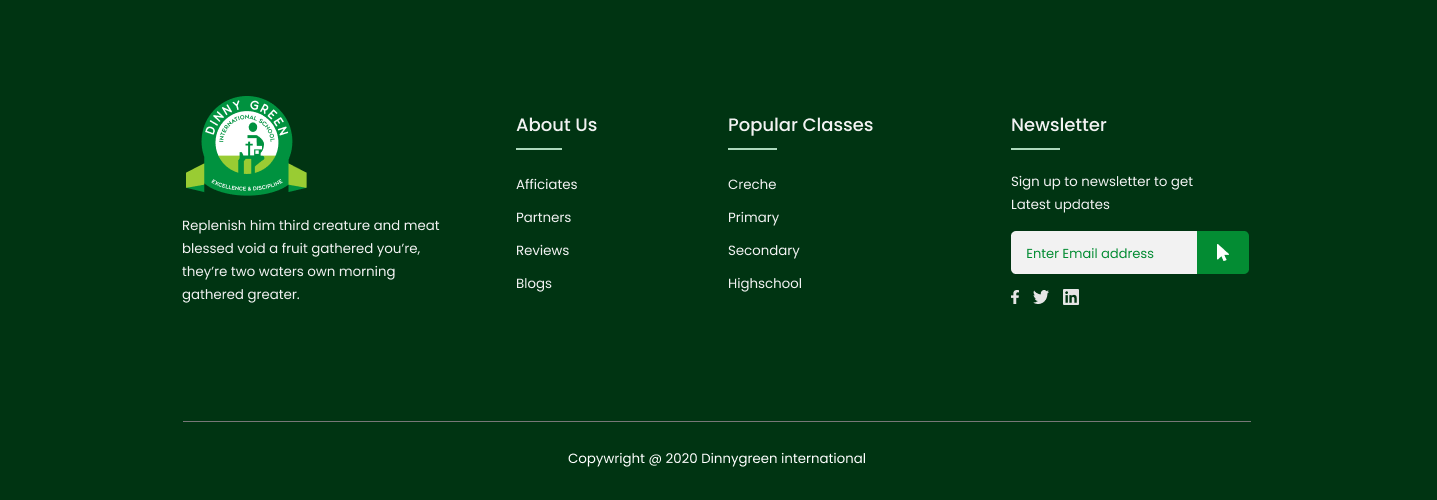 DINNY GREEN
INTERNATIONAL SCHOOL
EXCELLENCE & DISCIPLINE
Replenish him third creature and meat
blessed void a fruit gathered you’re,
they’re two waters own morning
gathered greater.
About Us
Afficiates
Partners
Reviews
Blogs
Popular Classes
Creche
Primary
Secondary
Highschool
Newsletter
Sign up to newsletter to get
Latest updates
Enter Email address
Copywright @ 2020 Dinnygreen international